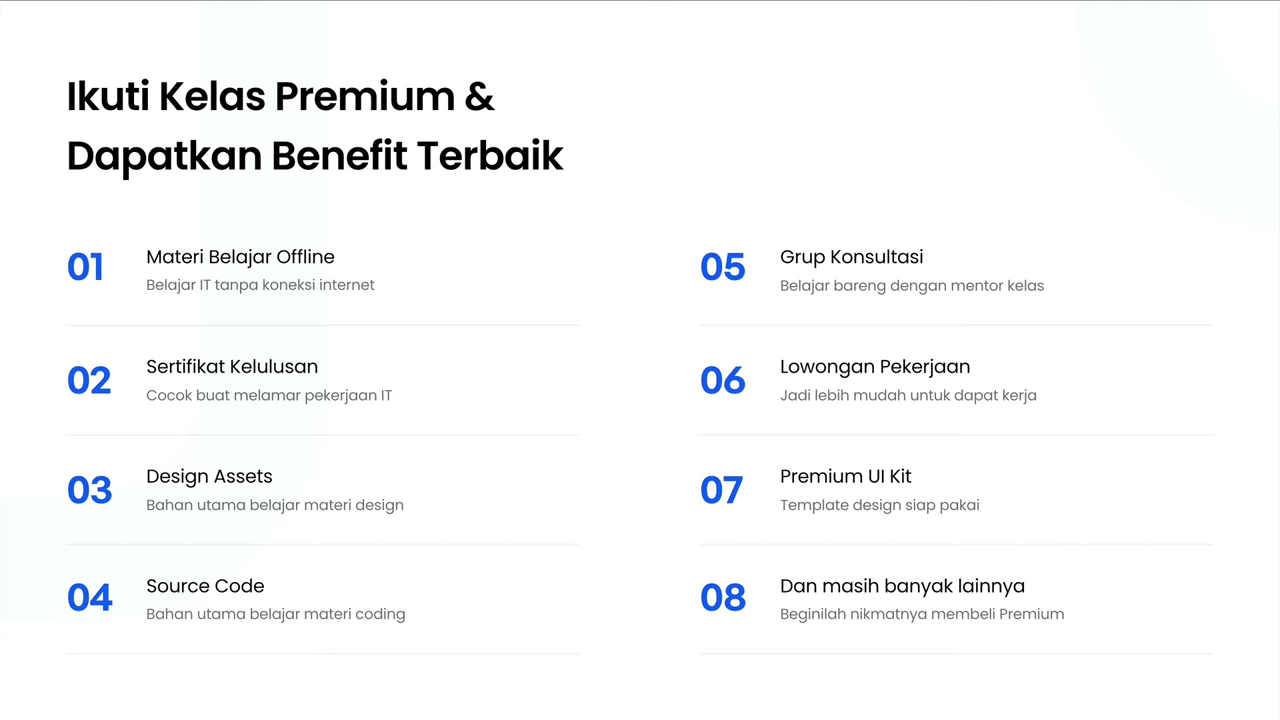 Ikuti Kelas Premium &
Dapatkan Benefit Terbaik
01
Materi Belajar Offline
Belajar IT tanpa koneksi internet
02
Sertifikat Kelulusan
Cocok buat melamar pekerjaan IT
03
Design Assets
Bahan utama belajar materi design
04
Source Code
Bahan utama belajar materi coding
05
Grup Konsultasi
Belajar bareng dengan mentor kelas
06
Lowongan Pekerjaan
Jadi lebih mudah untuk dapat kerja
07
Premium UI Kit
Template design siap pakai
08
Dan masih banyak lainnya
Beginilah nikmatnya membeli Premium